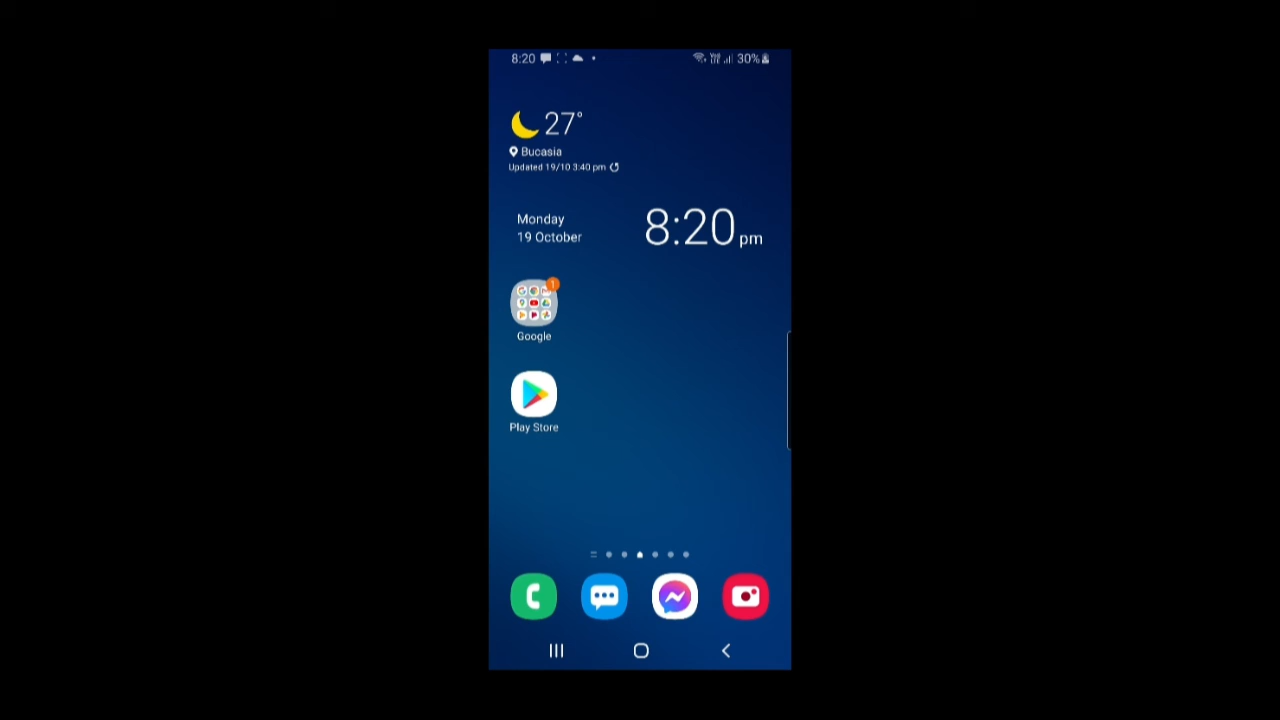 8:20
30%
27°
Bucasia
Updated 19/10 3:40 pm
Monday
19 October
8:20 pm
1
Google
Play Store